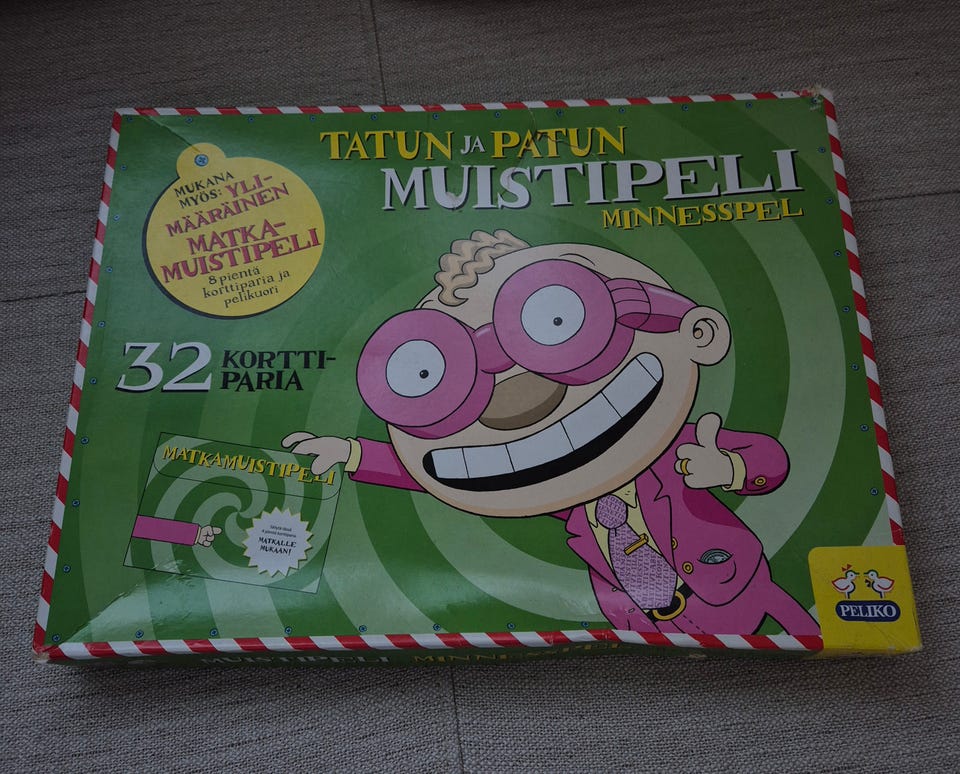 TATUN JA PATUN
MUISTIPELI
MINNESSPEL
MUKANA
MYÖS: YLI-
MÄÄRÄINEN
MATKA-
MUISTIPELI
8 pientä
korttiparia ja
pelikuori
32 KORTTI-
PARIA
MATKAMUISTIPELI
MATKALLE
MUKAAN!
PELIKO
MUISTIPELI MINNESSPEL